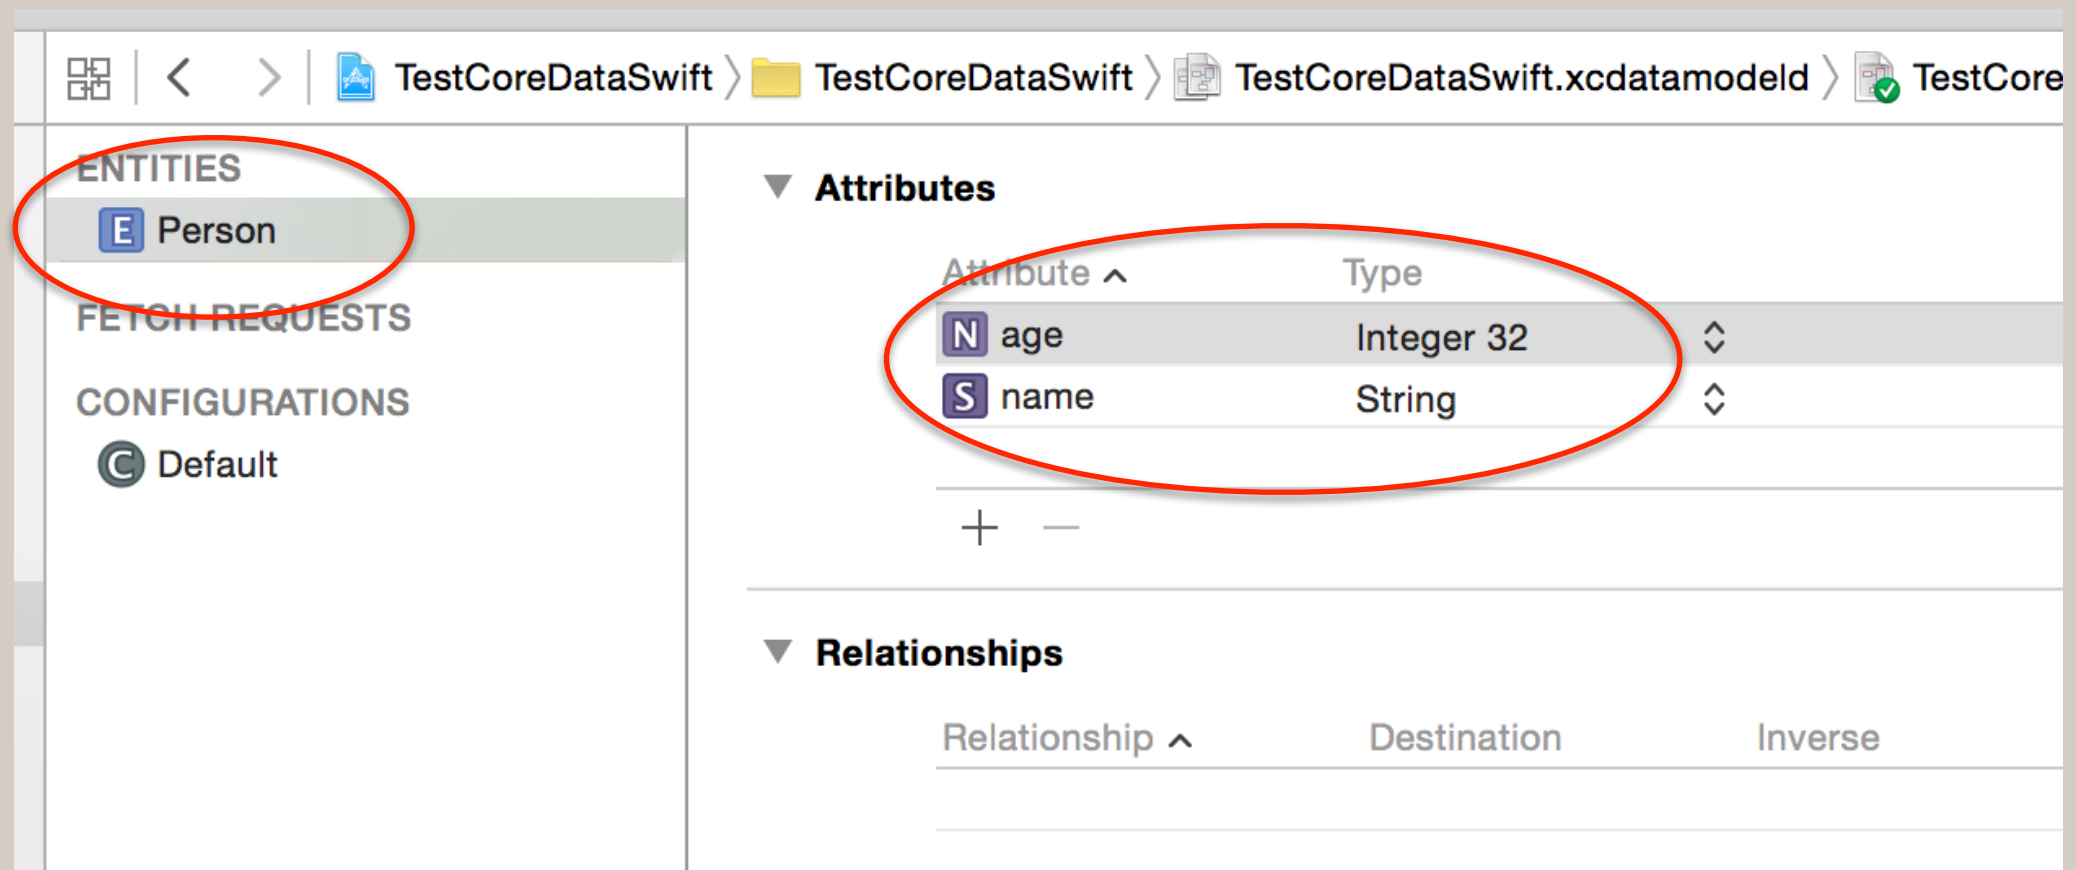 TestCoreDataSwift TestCoreDataSwift TestCoreDataSwift.xcdatamodeld TestCore
ENTITIES
E Person
FETCH REQUESTS
CONFIGURATIONS
C Default
Attributes
Attribute Type
N age Integer 32
S name String
Relationships
Relationship Destination Inverse